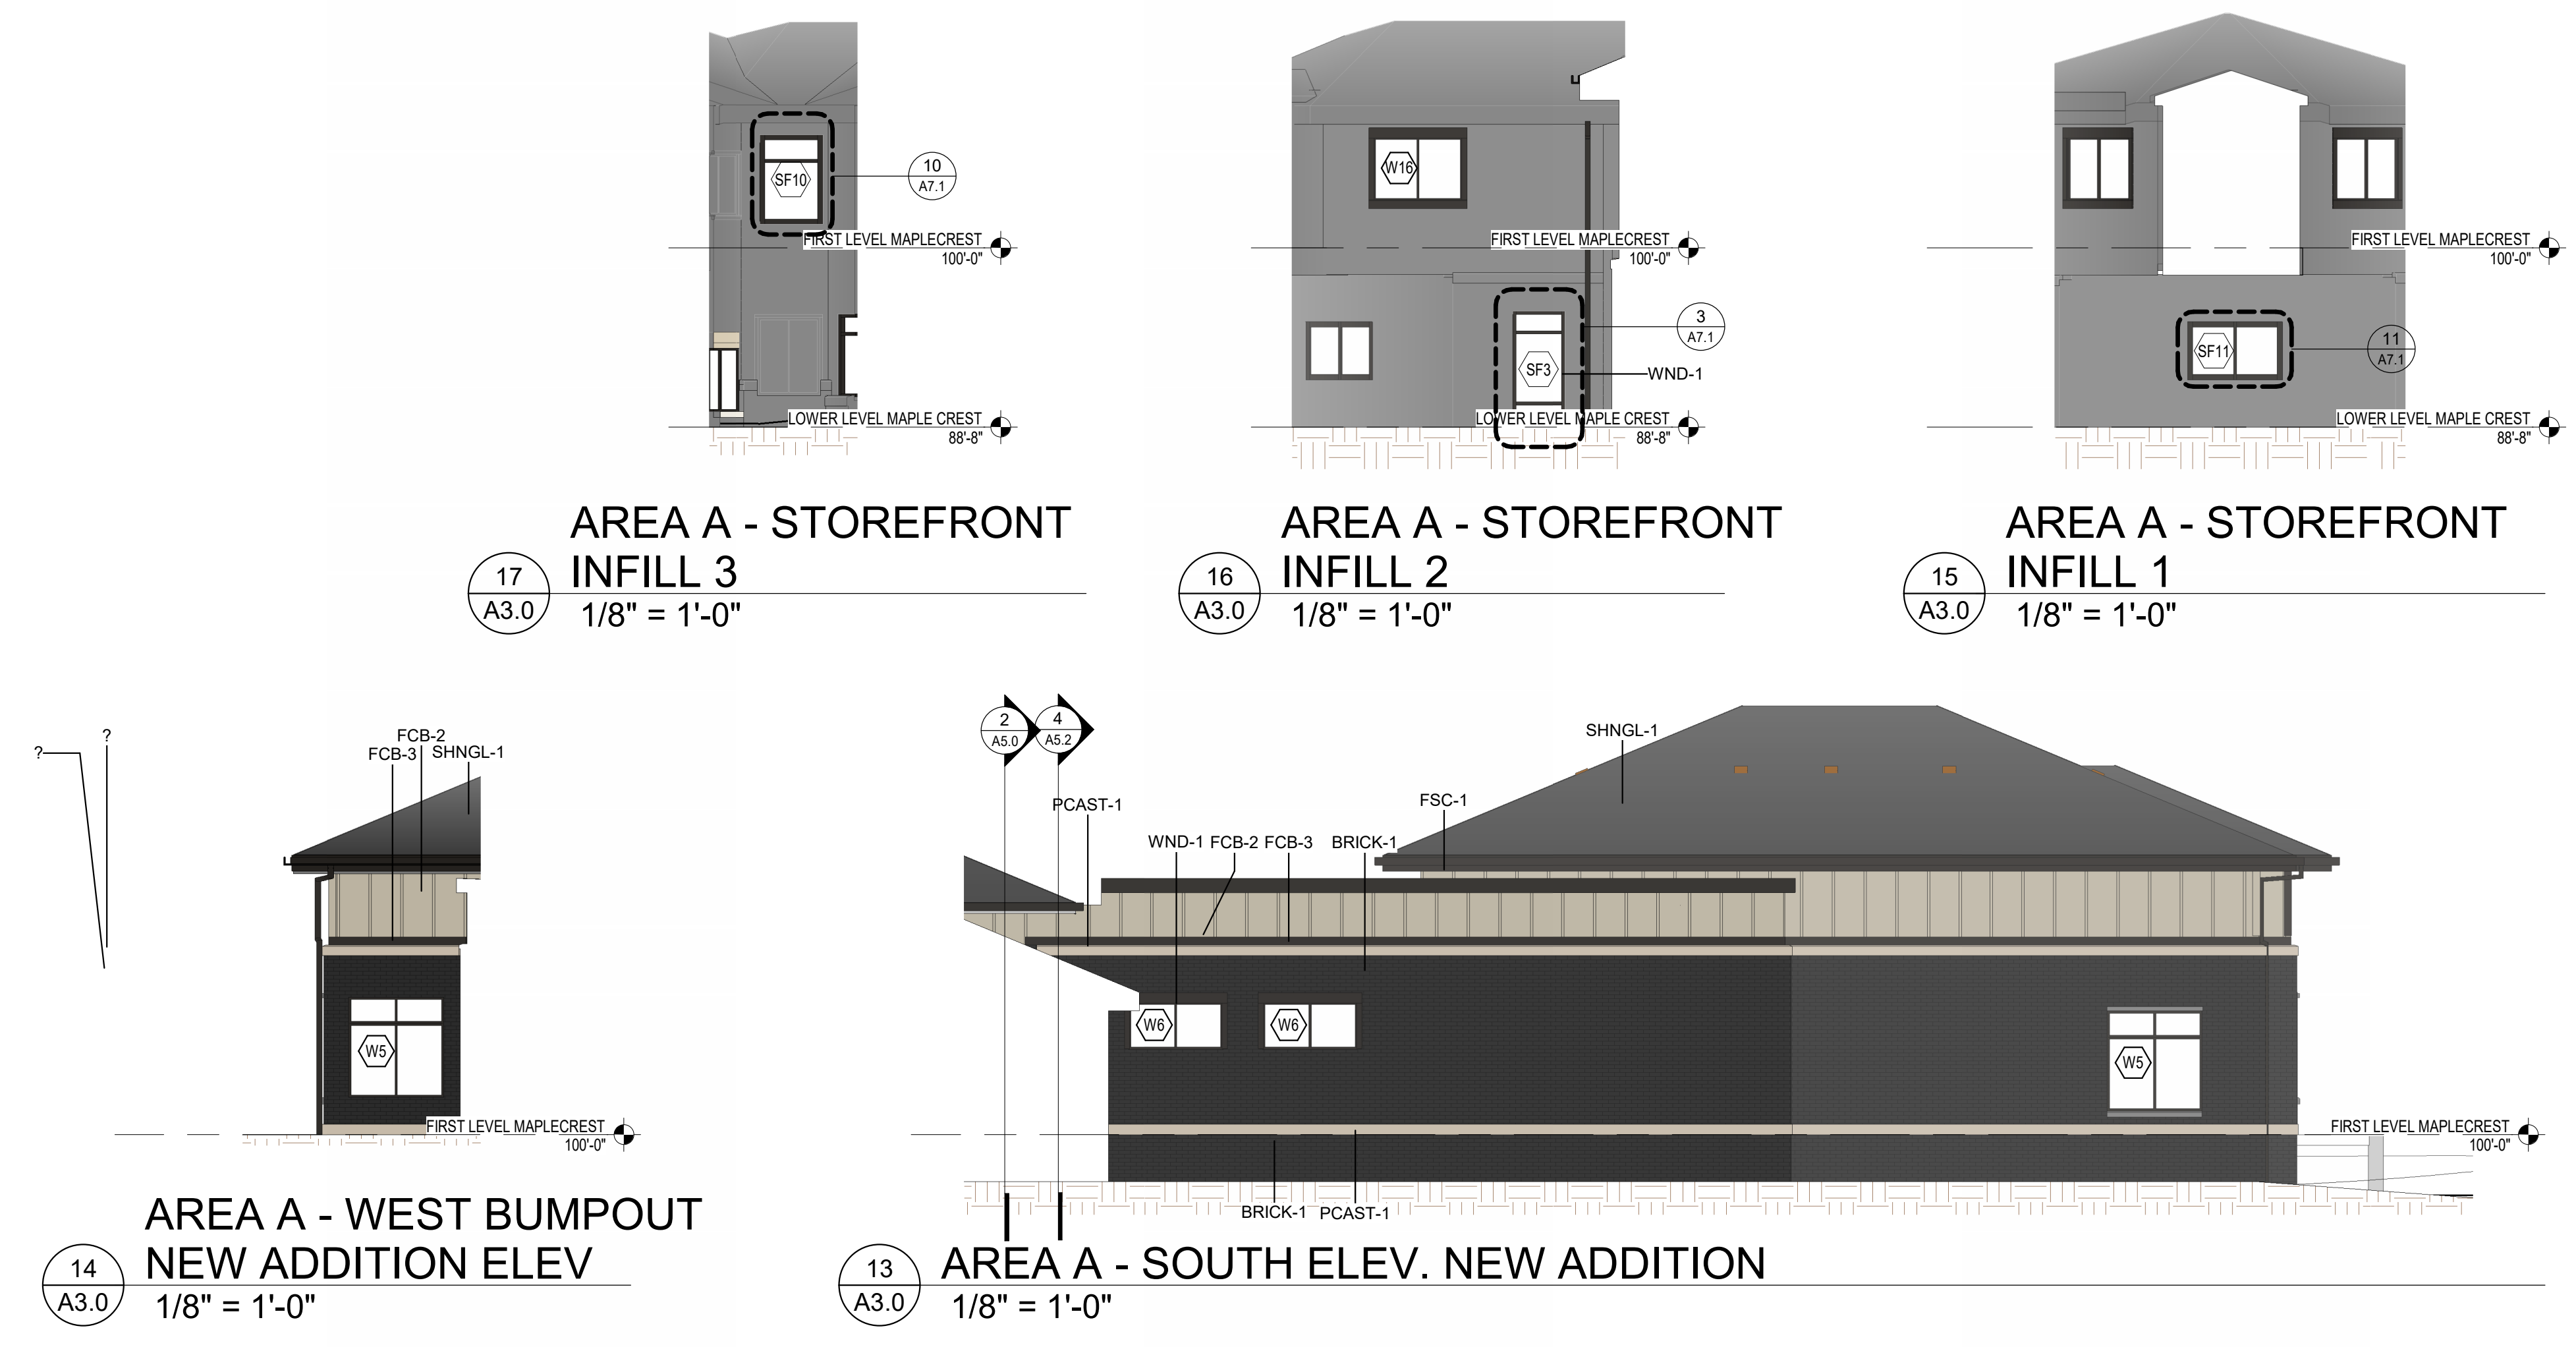 SF10
10
A7.1
FIRST LEVEL MAPLECREST
100'-0"
LOWER LEVEL MAPLE CREST
88'-8"
AREA A - STOREFRONT
INFILL 3
17
A3.0
1/8" = 1'-0"
W16
FIRST LEVEL MAPLECREST
100'-0"
3
A7.1
SF3
WND-1
LOWER LEVEL MAPLE CREST
88'-8"
AREA A - STOREFRONT
INFILL 2
16
A3.0
1/8" = 1'-0"
FIRST LEVEL MAPLECREST
100'-0"
SF11
11
A7.1
LOWER LEVEL MAPLE CREST
88'-8"
AREA A - STOREFRONT
INFILL 1
15
A3.0
1/8" = 1'-0"
?
?
FCB-2
FCB-3
SHNGL-1
W5
FIRST LEVEL MAPLECREST
100'-0"
AREA A - WEST BUMPOUT
NEW ADDITION ELEV
14
A3.0
1/8" = 1'-0"
2
A5.0
4
A5.2
SHNGL-1
PCAST-1
FSC-1
WND-1
FCB-2
FCB-3
BRICK-1
W6
W6
W5
FIRST LEVEL MAPLECREST
100'-0"
BRICK-1
PCAST-1
AREA A - SOUTH ELEV. NEW ADDITION
13
A3.0
1/8" = 1'-0"